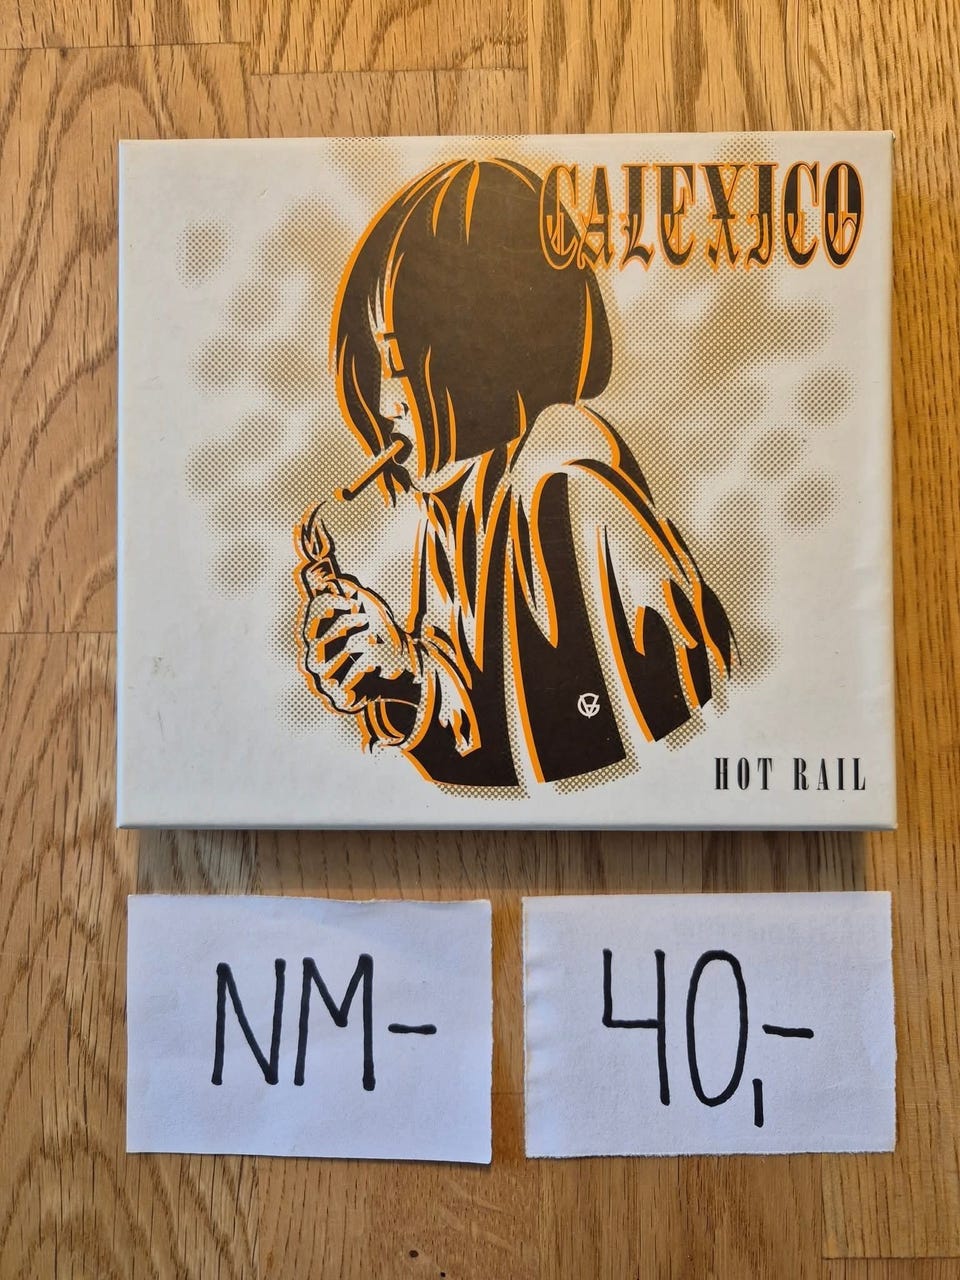 CALEXICO
HOT RAIL
NM-
40,-